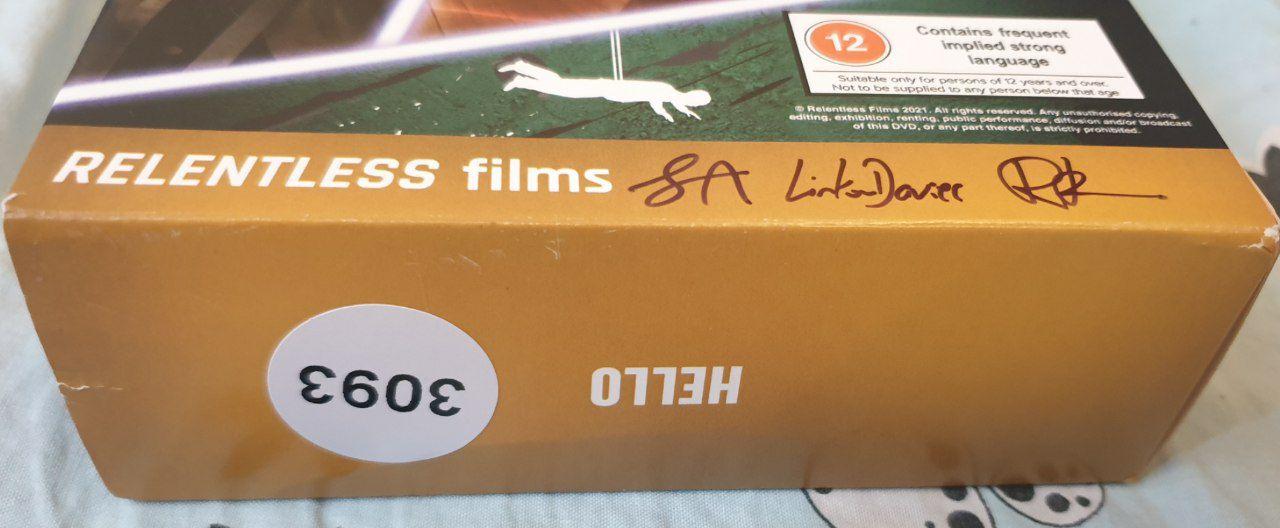 12
Contains frequent
implied strong
language
Suitable only for persons of 12 years and over.
Not to be supplied to any person below that age
© Relentless Films 2021. All rights reserved. Any unauthorised copying,
editing, exhibition, renting, public performance, diffusion and/or broadcast
of this DVD, or any part thereof, is strictly prohibited.
RELENTLESS films Linton Davies
HELLO
3093